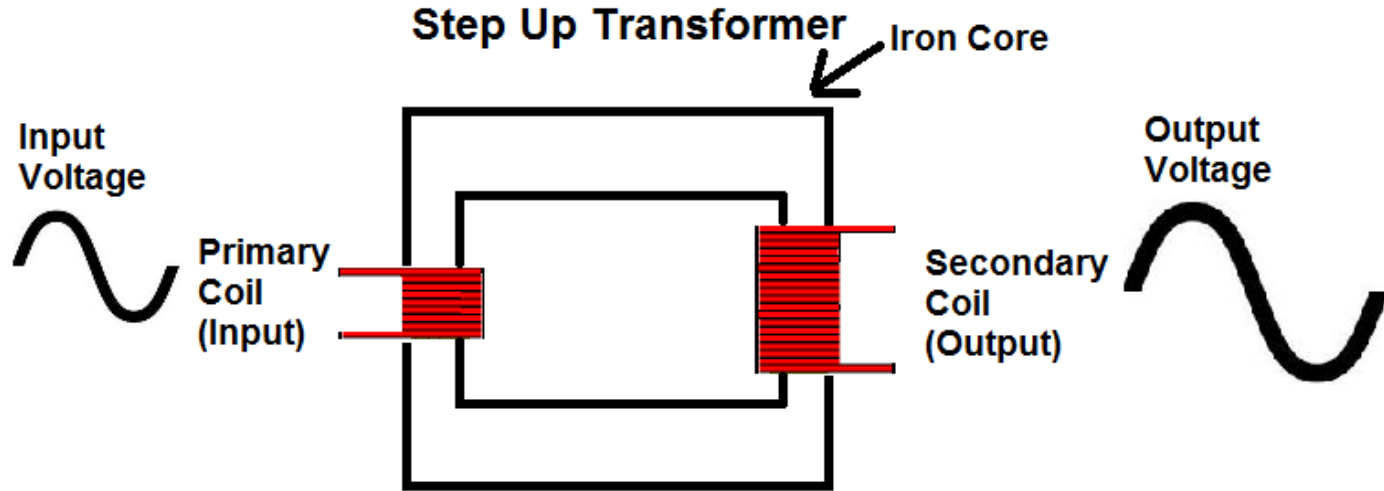 Step Up Transformer
Iron Core
Input
Voltage
Primary
Coil
(Input)
Secondary
Coil
(Output)
Output
Voltage